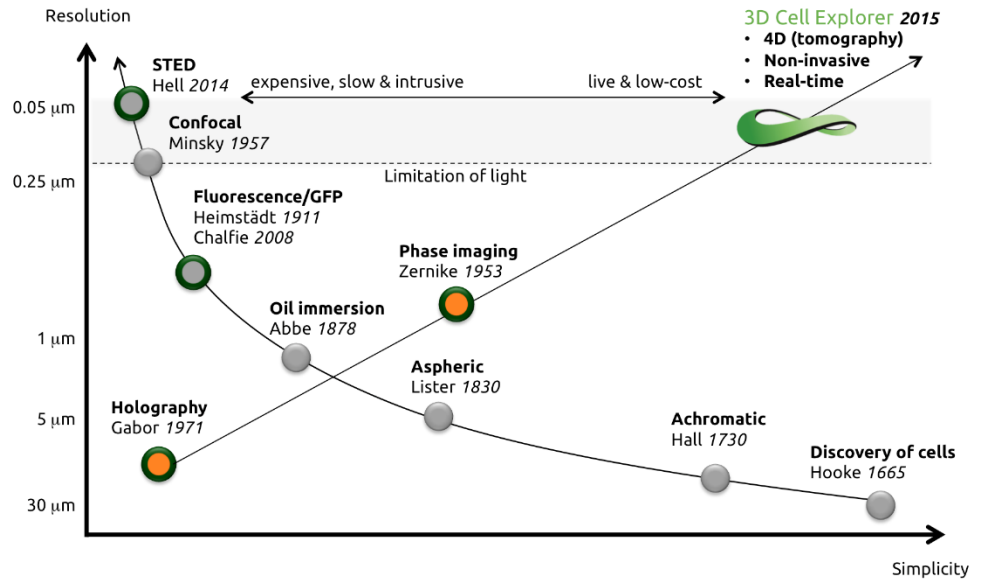 Resolution
3D Cell Explorer 2015
• 4D (tomography)
• Non-invasive
• Real-time
STED
Hell 2014
expensive, slow & intrusive
live & low-cost
0.05 μm
Confocal
Minsky 1957
0.25 μm
Limitation of light
Fluorescence/GFP
Heimstädt 1911
Chalfie 2008
Phase imaging
Zernike 1953
Oil immersion
Abbe 1878
1 μm
Aspheric
Lister 1830
Holography
Gabor 1971
5 μm
Achromatic
Hall 1730
Discovery of cells
Hooke 1665
30 μm
Simplicity